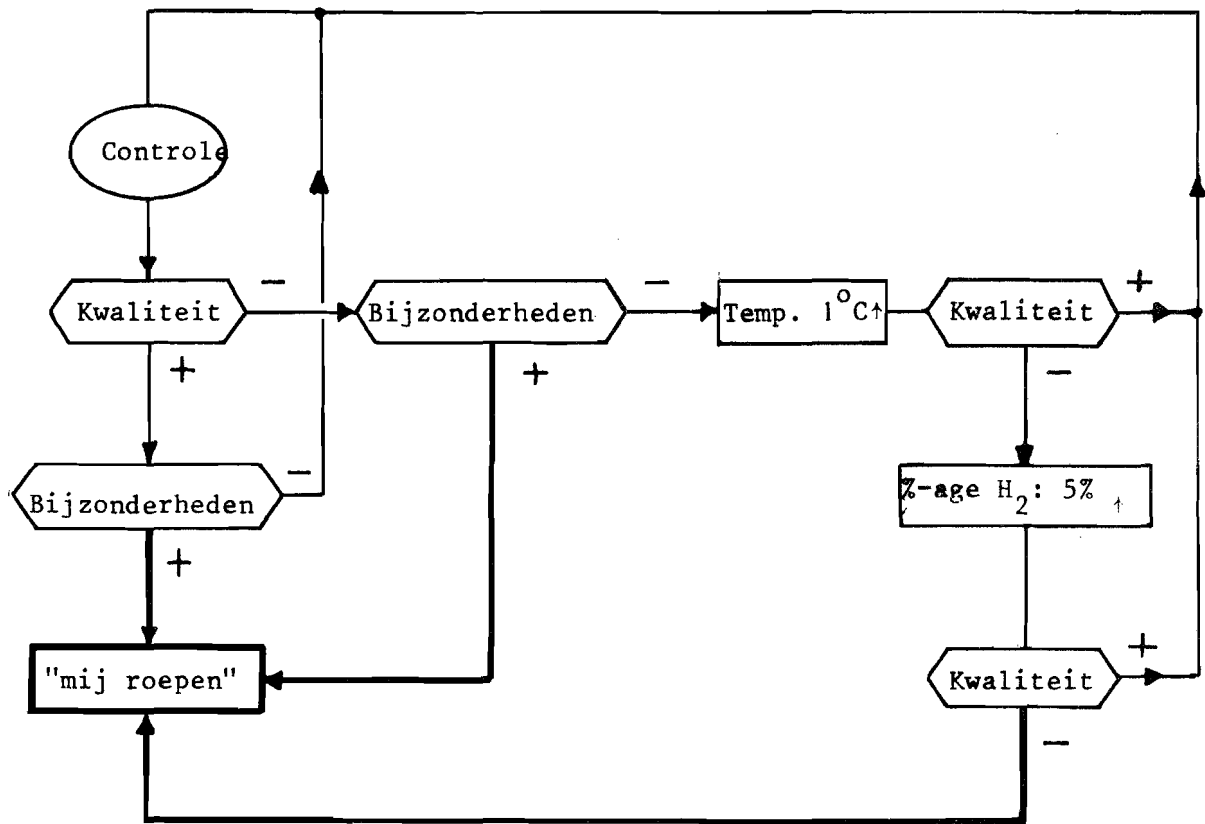 Controle
Kwaliteit
−
Bijzonderheden
−
Temp. 1°C↑
Kwaliteit
+
+
+
−
Bijzonderheden
−
%-age H₂: 5% ↑
+
"mij roepen"
Kwaliteit
+
−